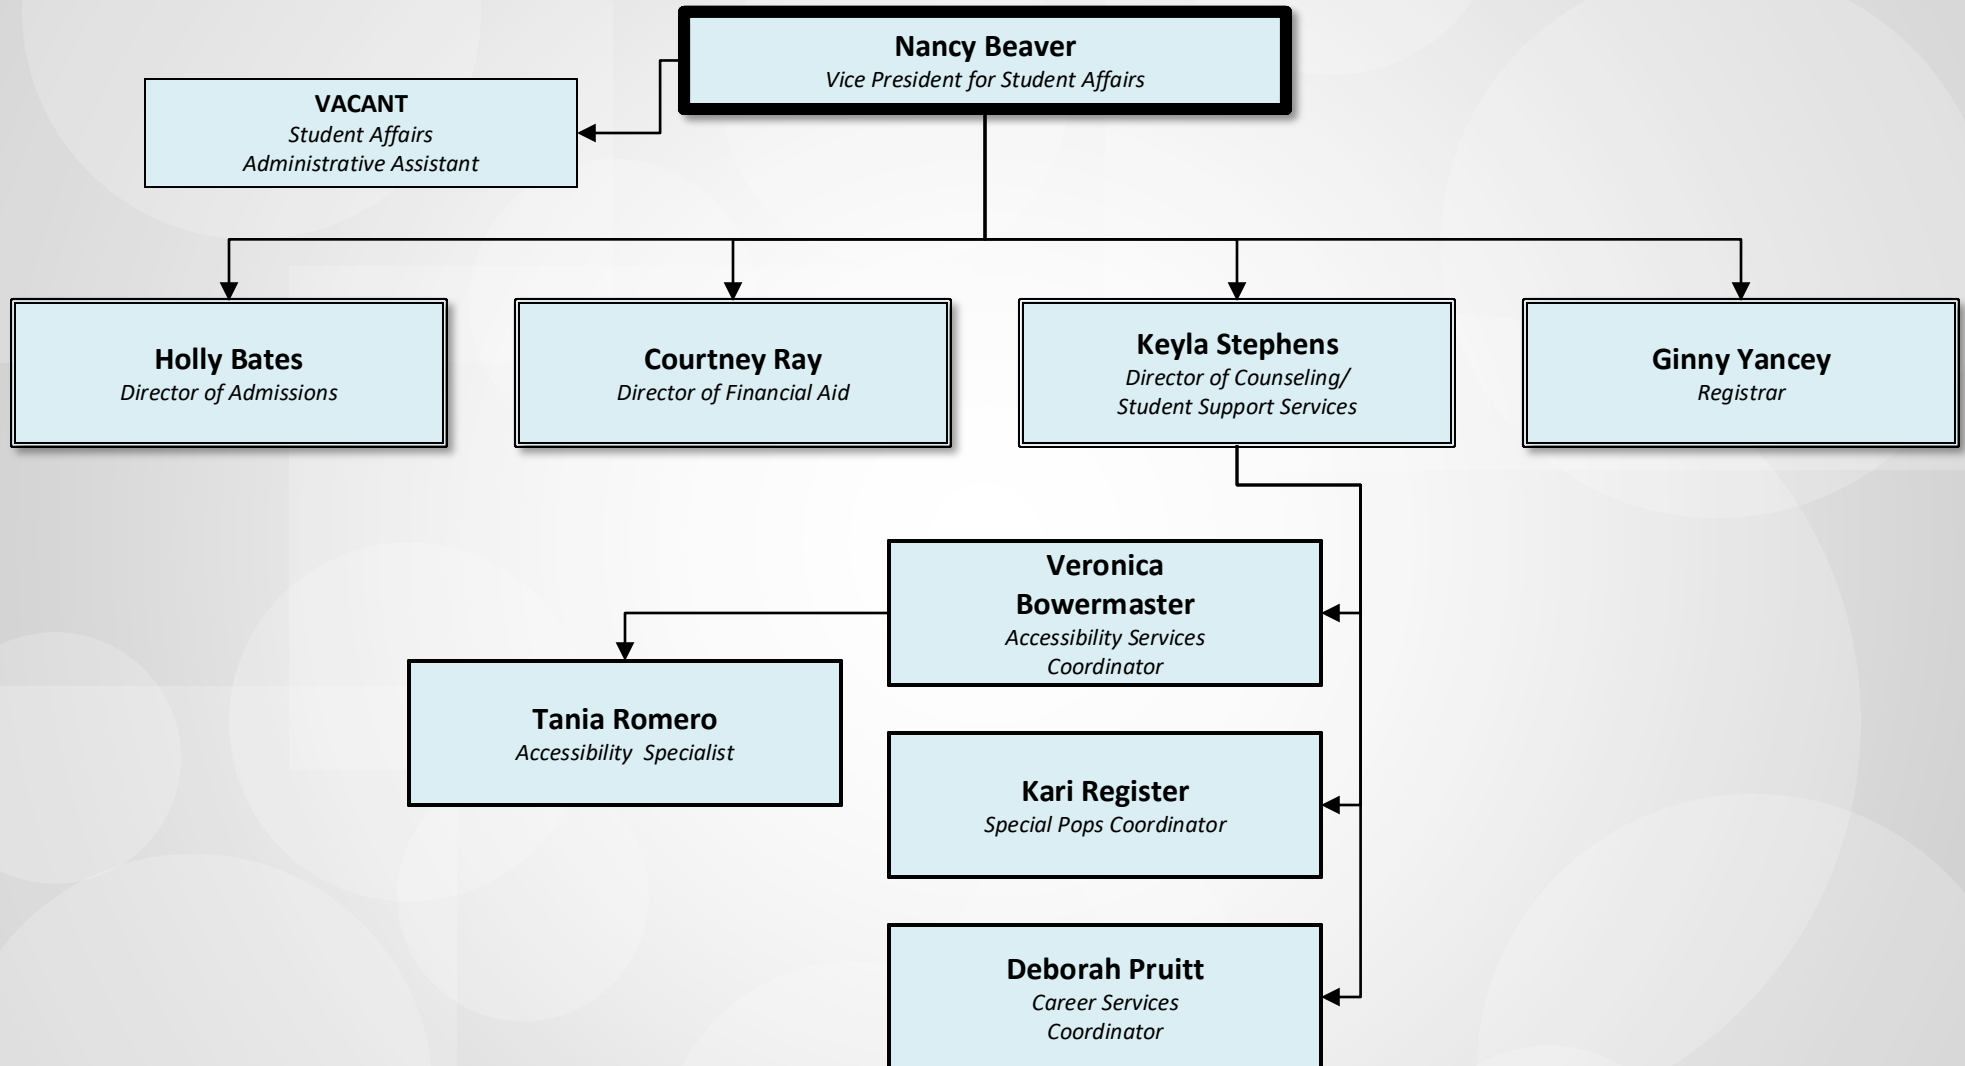 Nancy Beaver
Vice President for Student Affairs
VACANT
Student Affairs
Administrative Assistant
Holly Bates
Director of Admissions
Courtney Ray
Director of Financial Aid
Keyla Stephens
Director of Counseling/
Student Support Services
Ginny Yancey
Registrar
Veronica
Bowermaster
Accessibility Services
Coordinator
Tania Romero
Accessibility  Specialist
Kari Register
Special Pops Coordinator
Deborah Pruitt
Career Services
Coordinator